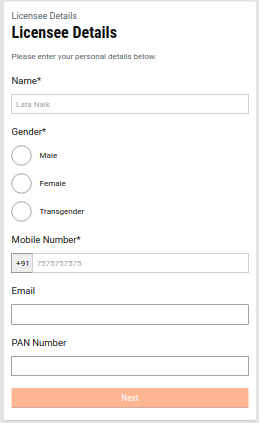 Licensee Details
Licensee Details
Please enter your personal details below.
Name*
Lata Naik
Gender*
Male
Female
Transgender
Mobile Number*
+91 7575757575
Email
PAN Number
Next